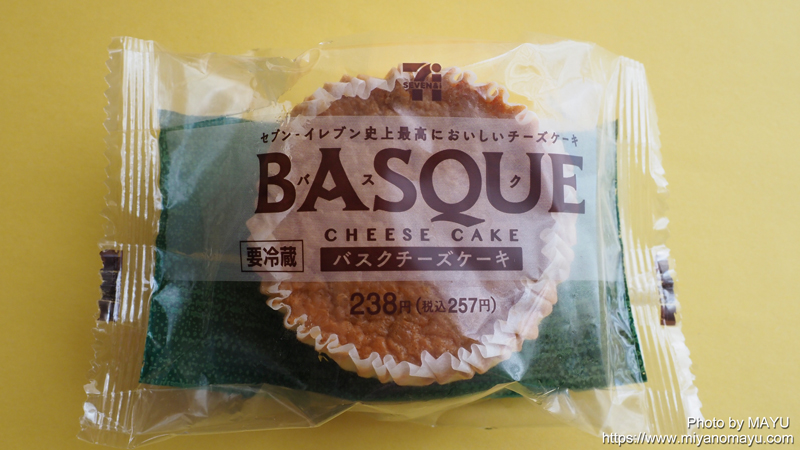 7i
SEVEN&i
セブン‐イレブン史上最高においしいチーズケーキ
BASQUE
バスク
CHEESE CAKE
要冷蔵
バスクチーズケーキ
238円(税込257円)
Photo by MAYU
https://www.miyanomayu.com